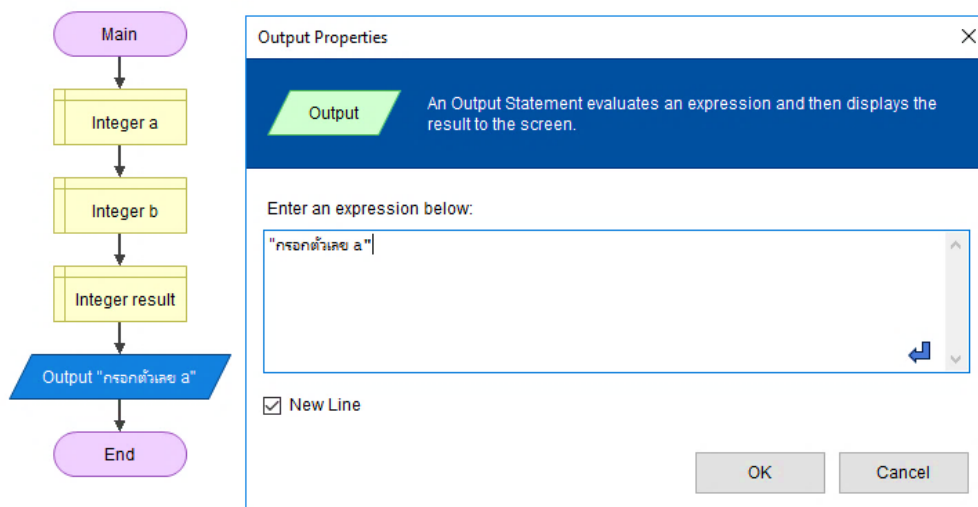 Main
Integer a
Integer b
Integer result
Output "กรอกตัวเลข a"
End
Output Properties
Output
An Output Statement evaluates an expression and then displays the
result to the screen.
Enter an expression below:
"กรอกตัวเลข a"
New Line
OK
Cancel